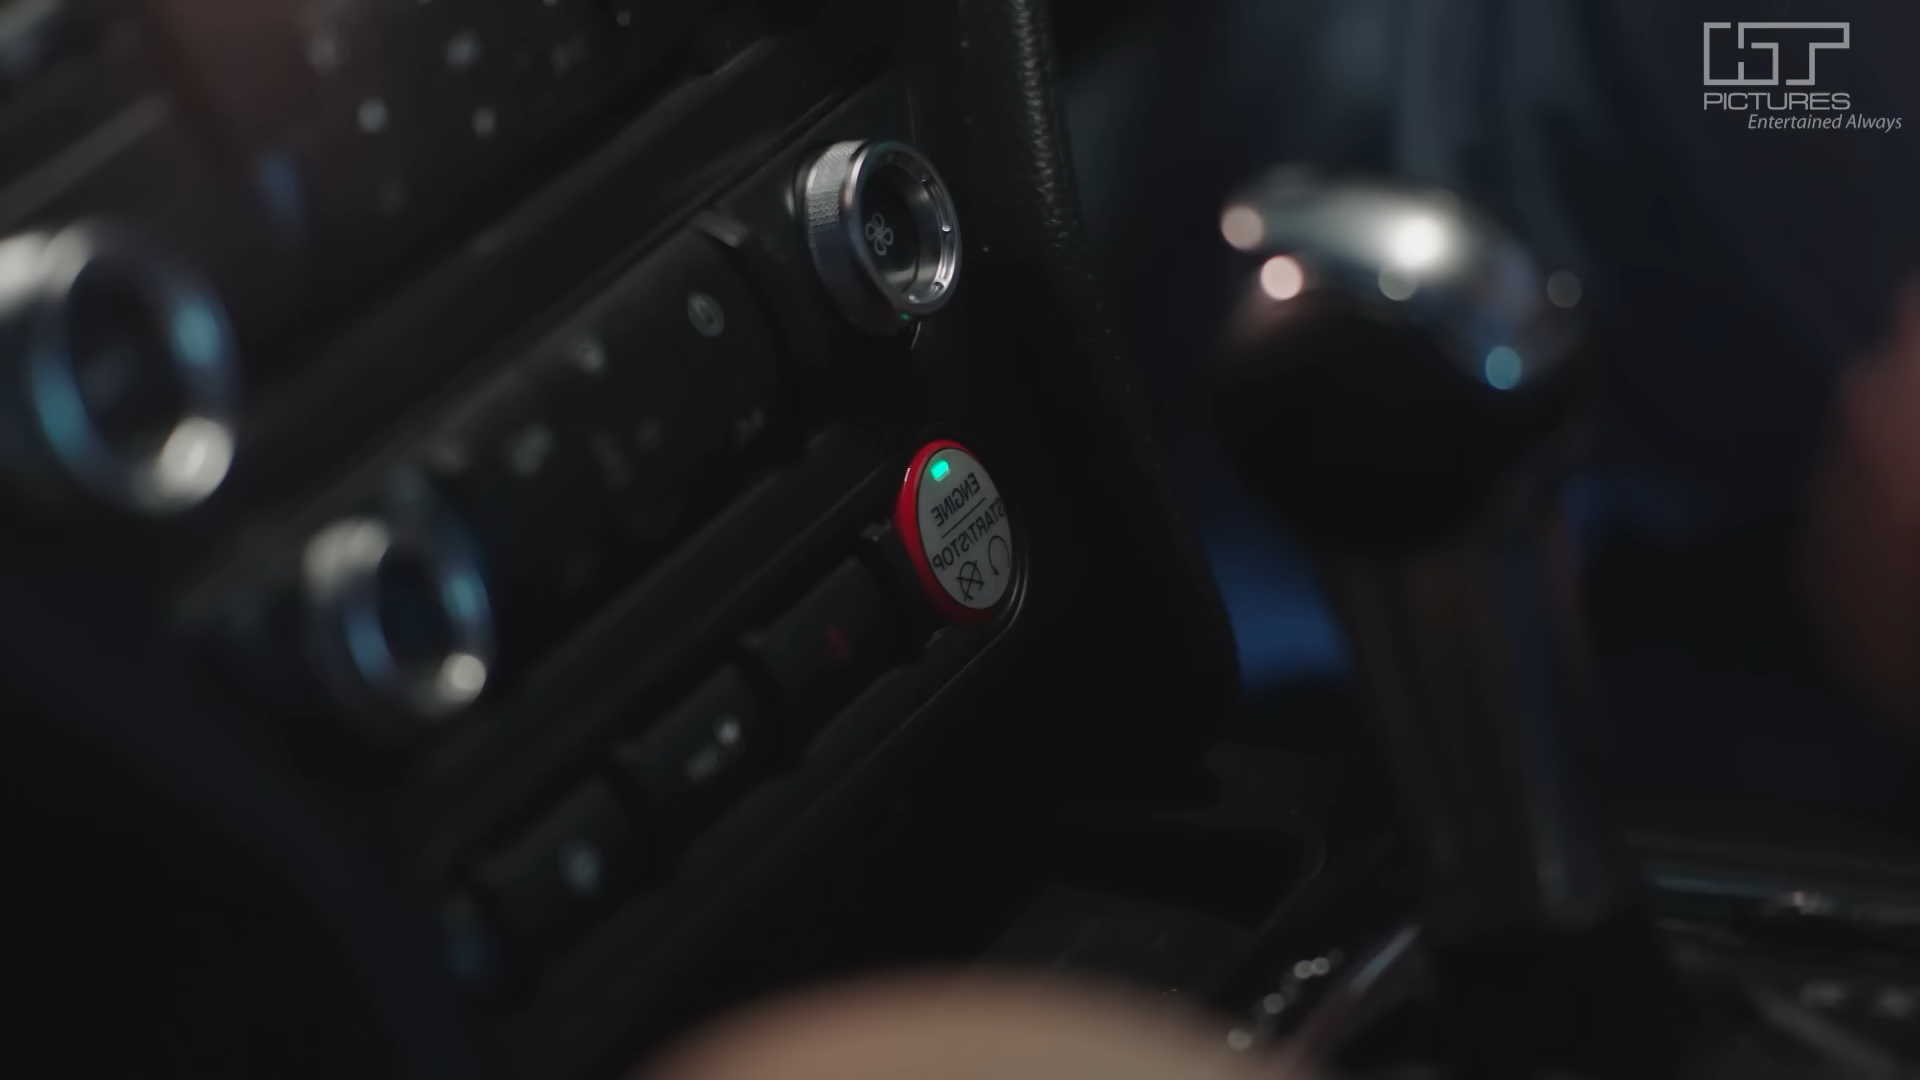 HT
PICTURES
Entertained Always
ENGINE
START/STOP